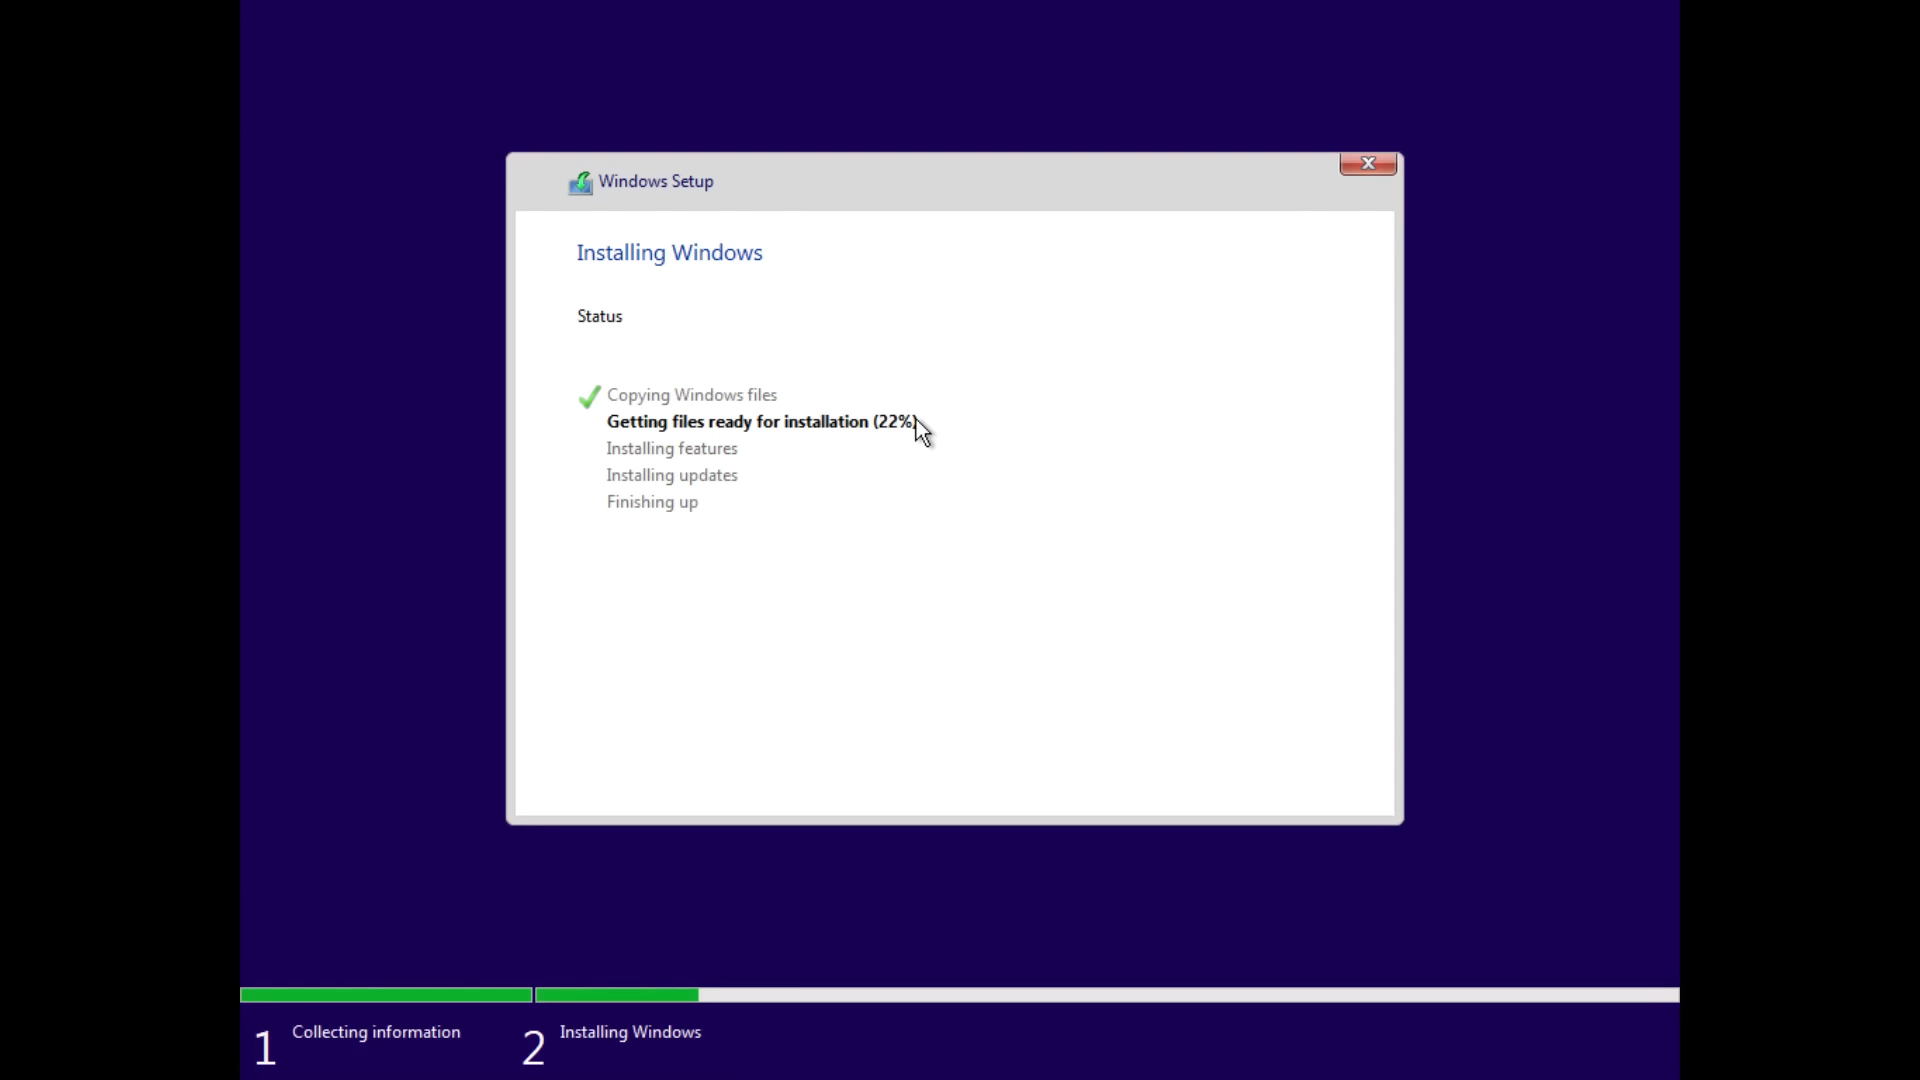 Windows Setup
Installing Windows
Status
Copying Windows files
Getting files ready for installation (22%)
Installing features
Installing updates
Finishing up
1 Collecting information
2 Installing Windows